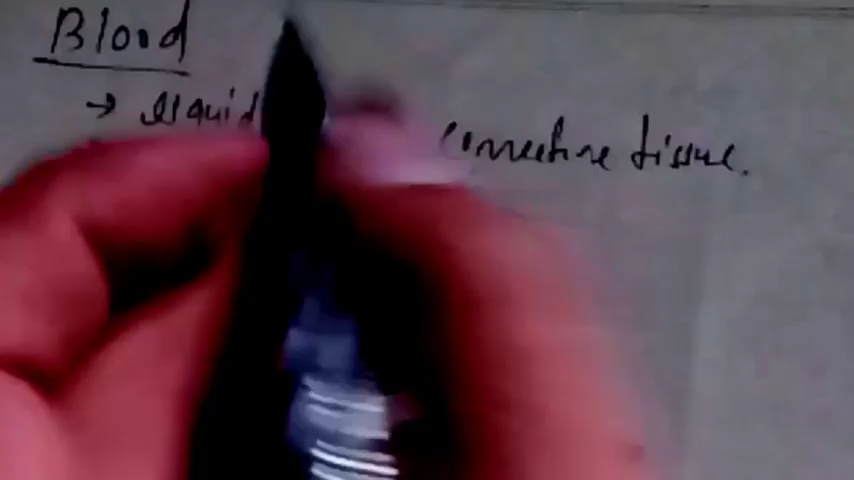 Blood
→ liquid connective tissue.